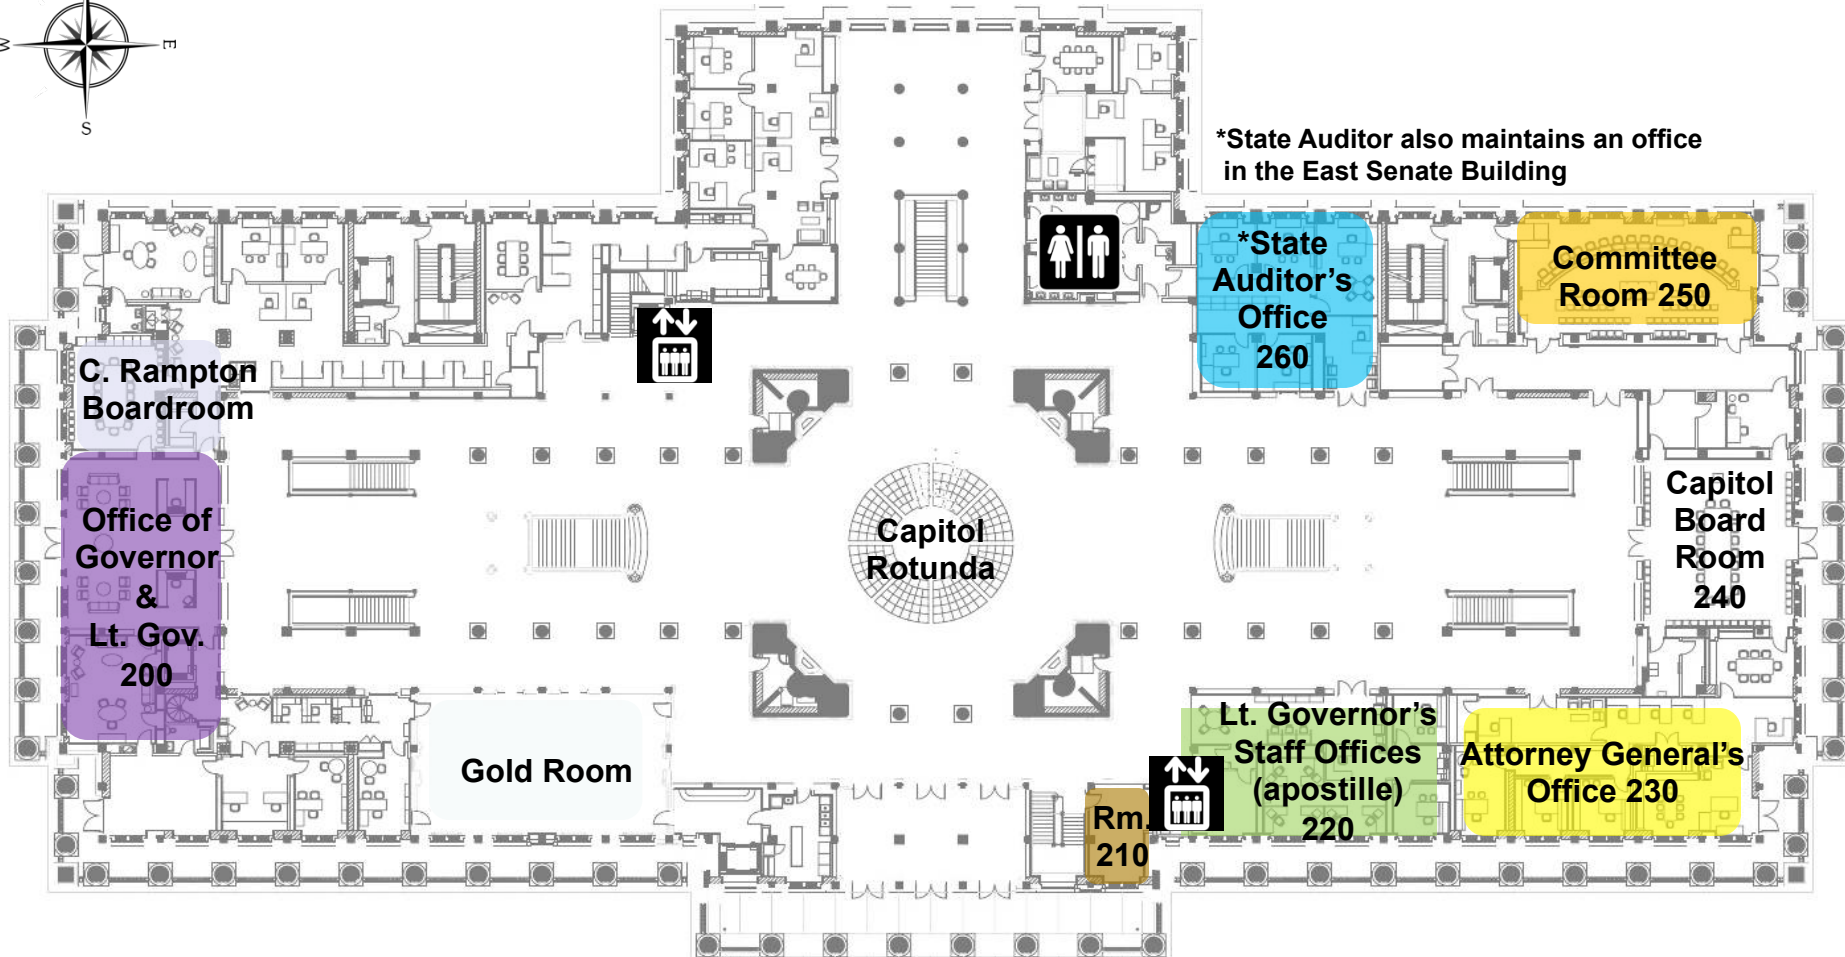 W
E
S
*State Auditor also maintains an office
in the East Senate Building
*State
Auditor’s
Office
260
Committee
Room 250
C. Rampton
Boardroom
Office of
Governor
&
Lt. Gov.
200
Capitol
Rotunda
Capitol
Board
Room
240
Gold Room
Rm.
210
Lt. Governor’s
Staff Offices
(apostille)
220
Attorney General’s
Office 230